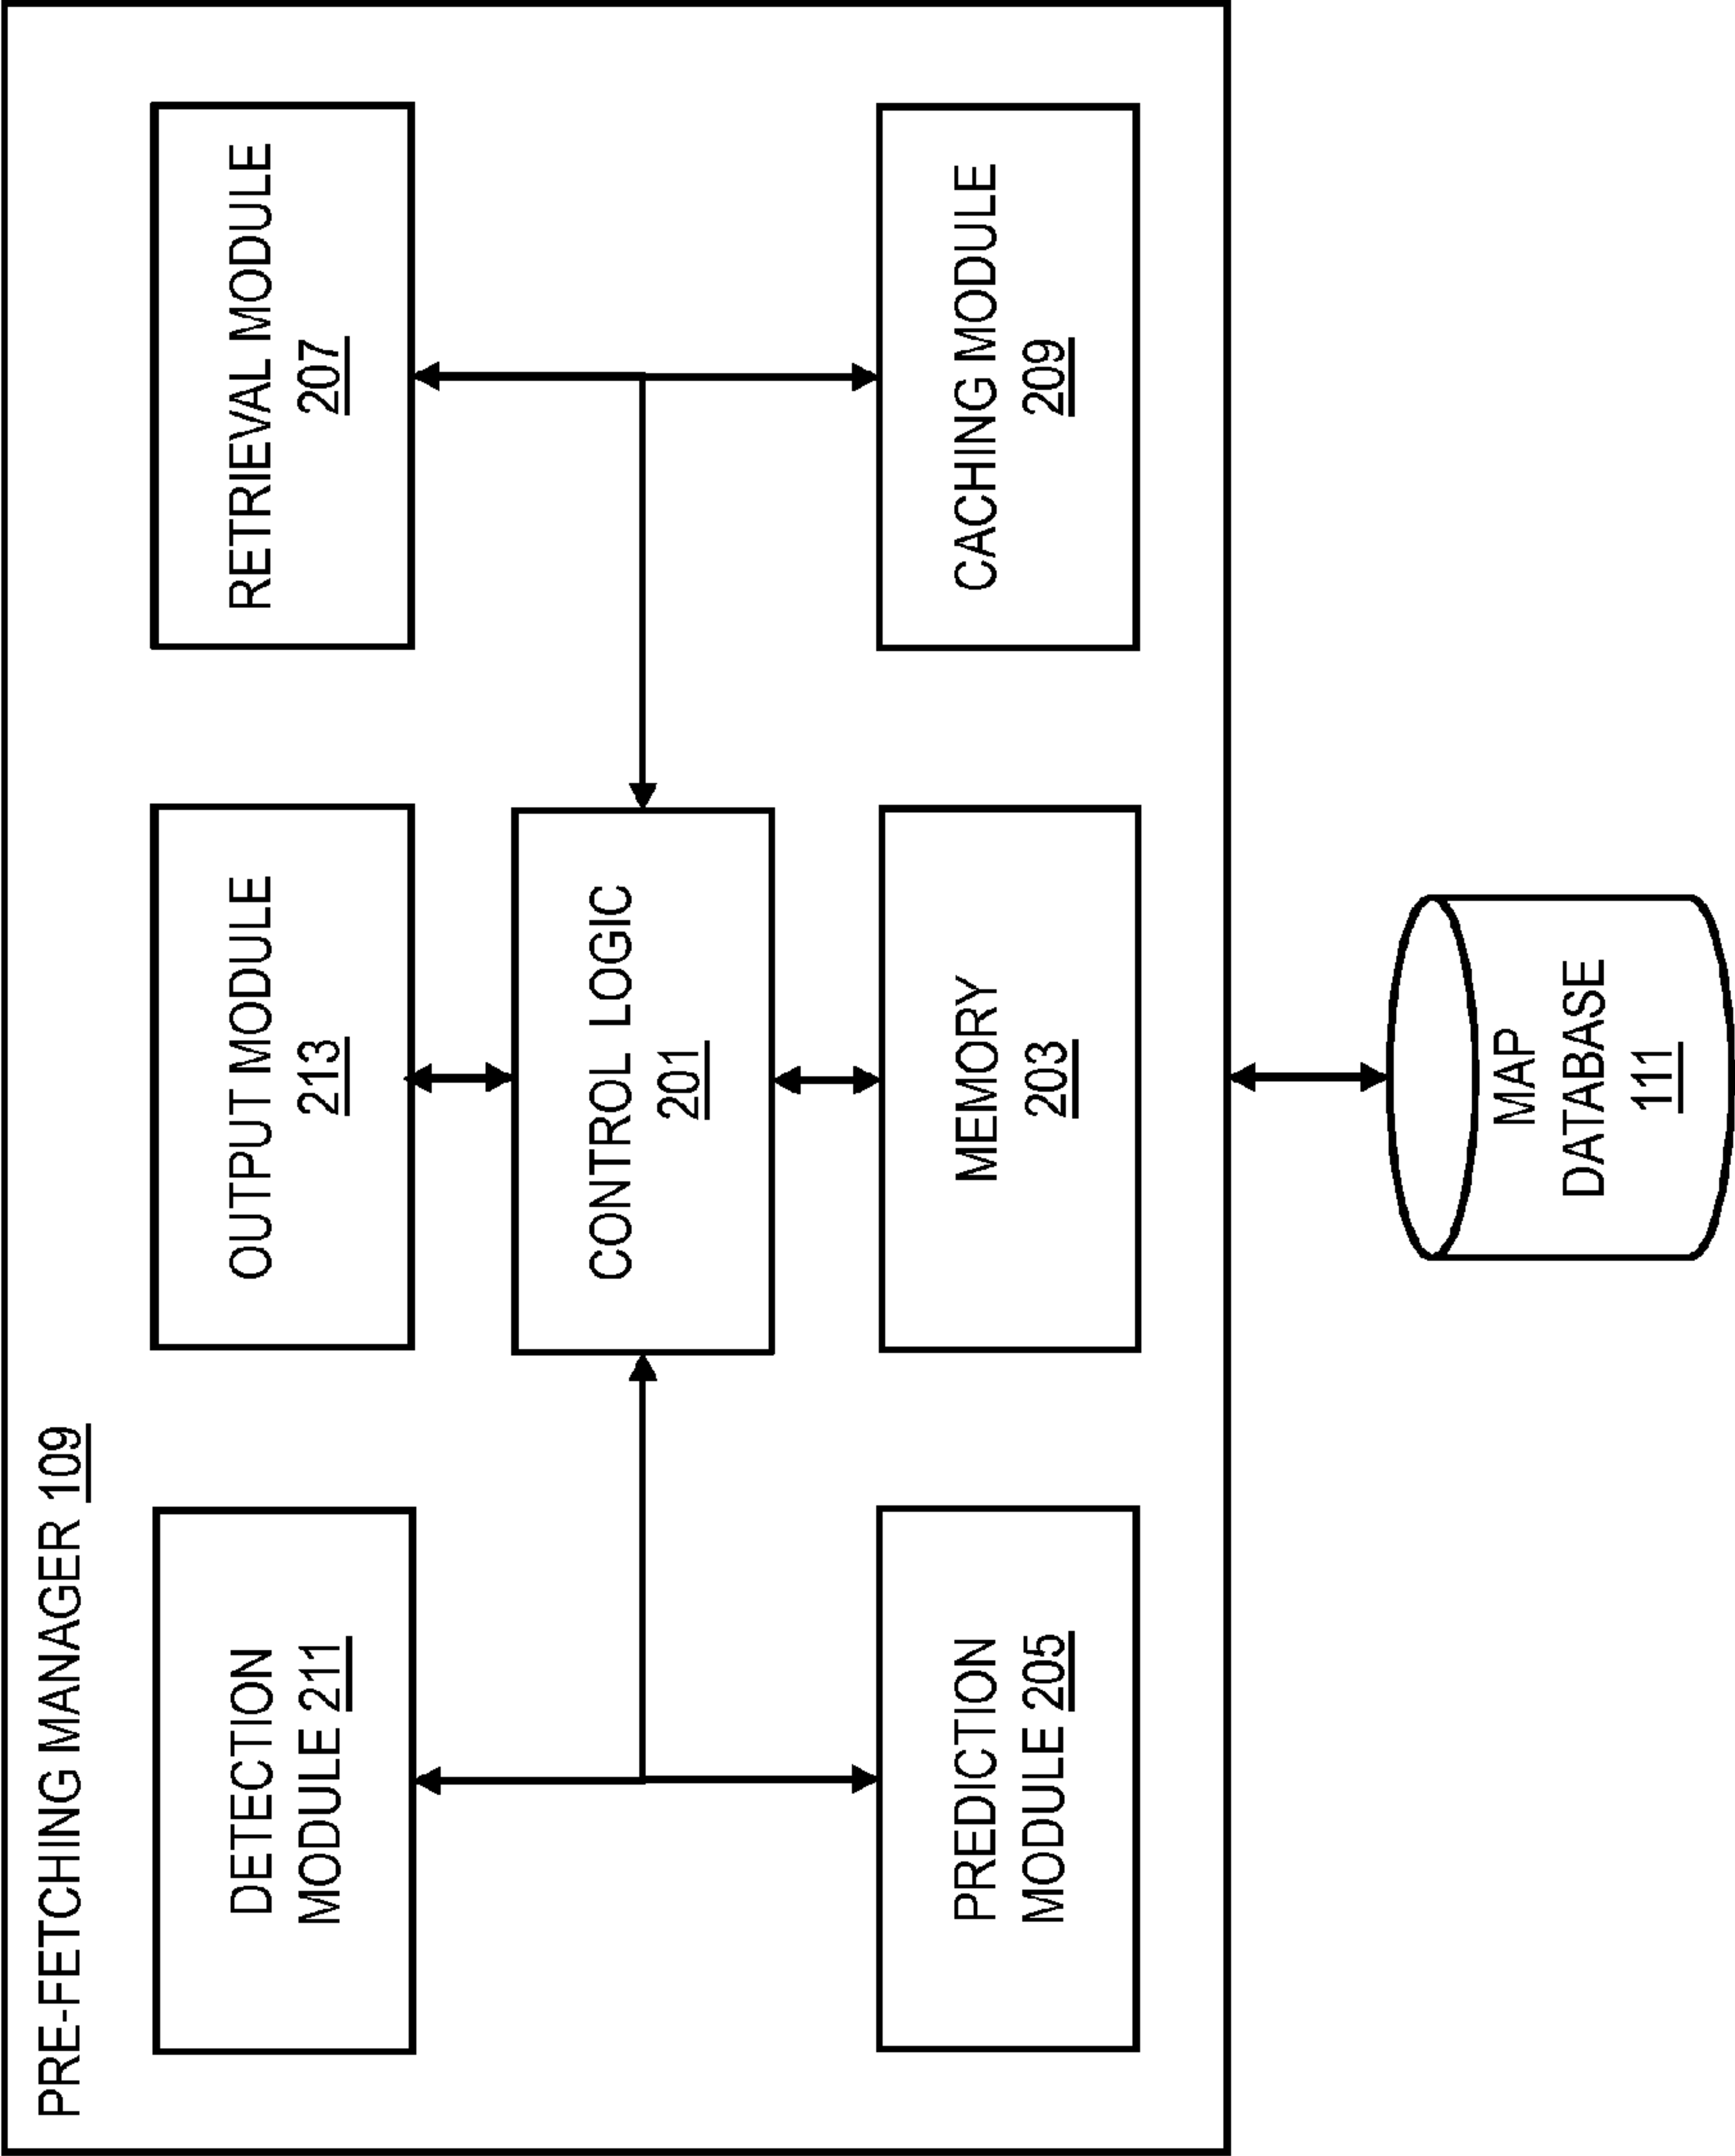 PRE-FETCHING MANAGER 109
DETECTION
MODULE 211
OUTPUT MODULE
213
RETRIEVAL MODULE
207
CONTROL LOGIC
201
PREDICTION
MODULE 205
MEMORY
203
CACHING MODULE
209
MAP
DATABASE
111